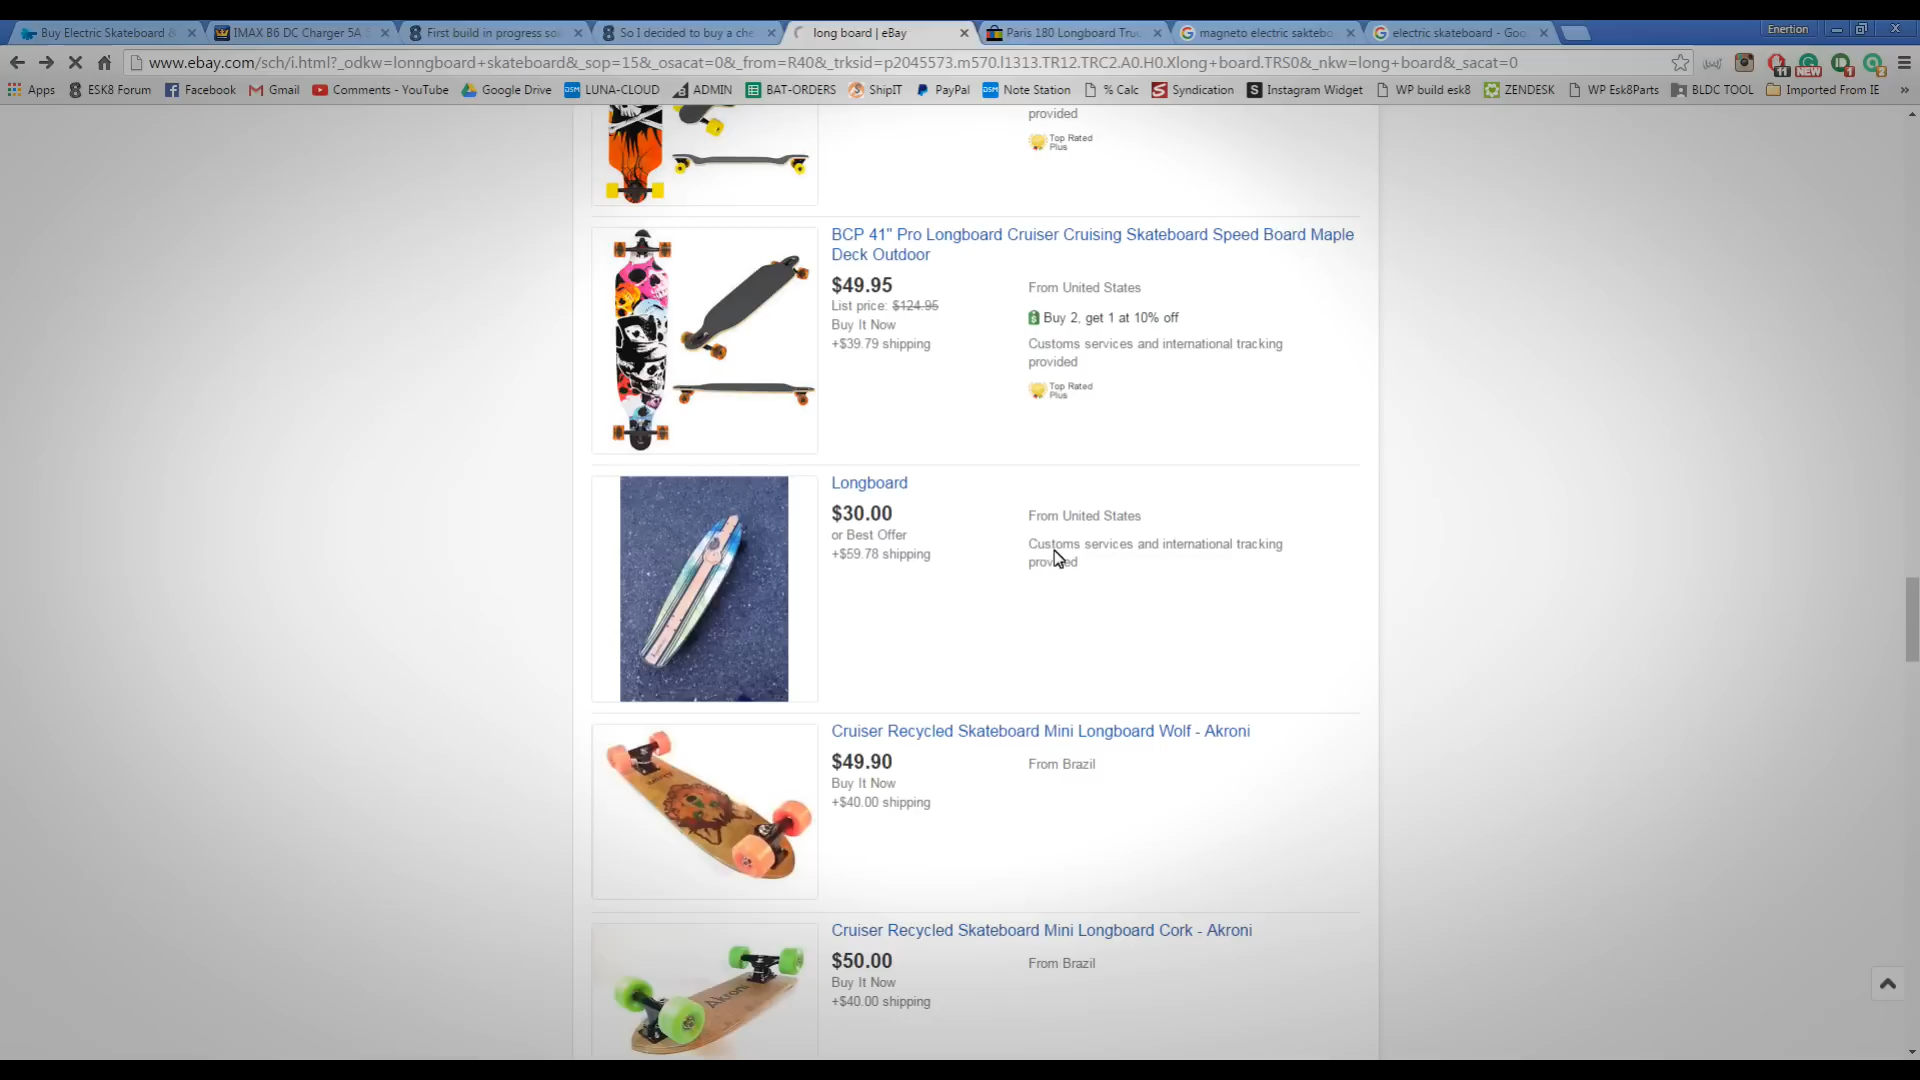 Buy Electric Skateboard &
IMAX B6 DC Charger 5A
First build in progress so
So I decided to buy a che
long board | eBay
Paris 180 Longboard Tru
magneto electric saktebo
electric skateboard - Goo
Enertion
www.ebay.com/sch/i.html?_odkw=lonngboard+skateboard&_sop=15&_osacat=0&_from=R40&_trksid=p2045573.m570.l1313.TR12.TRC2.A0.H0.Xlong+board.TRS0&_nkw=long+board&_sacat=0
11
NEW
1
2
Apps
ESK8 Forum
Facebook
Gmail
Comments - YouTube
Google Drive
LUNA-CLOUD
ADMIN
BAT-ORDERS
ShipIT
PayPal
Note Station
% Calc
Syndication
Instagram Widget
WP build esk8
ZENDESK
WP Esk8Parts
BLDC TOOL
Imported From IE
»
provided
Top Rated
Plus
BCP 41" Pro Longboard Cruiser Cruising Skateboard Speed Board Maple
Deck Outdoor
$49.95
From United States
List price: $124.95
Buy 2, get 1 at 10% off
Buy It Now
+$39.79 shipping
Customs services and international tracking
provided
Top Rated
Plus
Longboard
$30.00
From United States
or Best Offer
+$59.78 shipping
Customs services and international tracking
provided
Cruiser Recycled Skateboard Mini Longboard Wolf - Akroni
$49.90
From Brazil
Buy It Now
+$40.00 shipping
Cruiser Recycled Skateboard Mini Longboard Cork - Akroni
$50.00
From Brazil
Buy It Now
+$40.00 shipping
Akroni